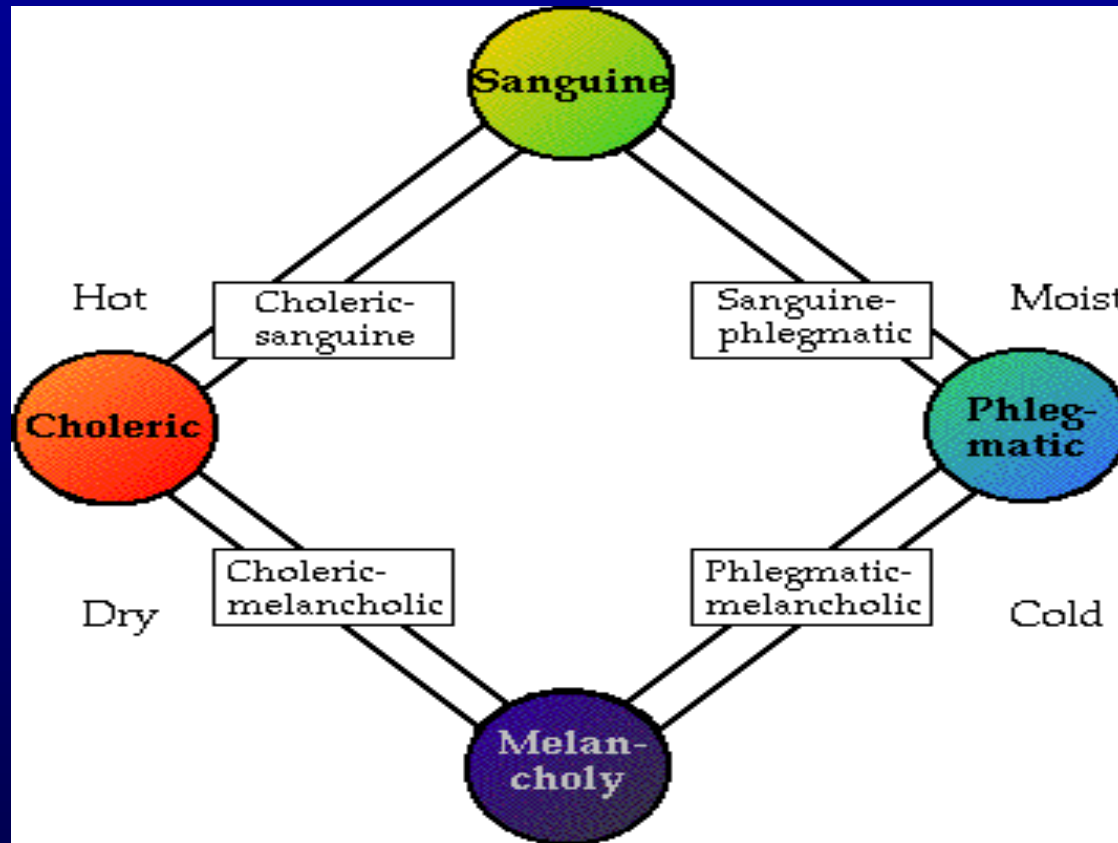 Sanguine
Hot
Choleric-
sanguine
Sanguine-
phlegmatic
Moist
Choleric
Phleg-
matic
Choleric-
melancholic
Phlegmatic-
melancholic
Dry
Cold
Melan-
choly